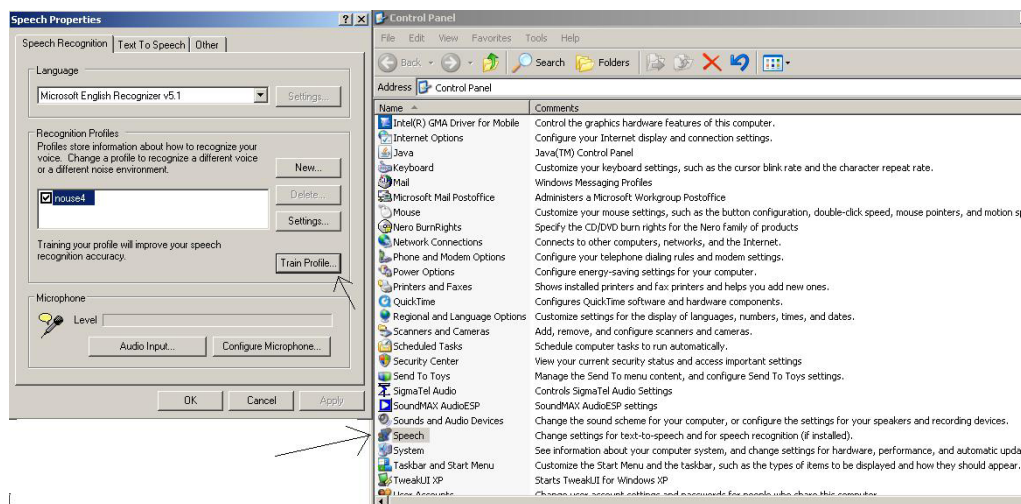 Speech Properties
Speech Recognition
Text To Speech
Other
Language
Microsoft English Recognizer v5.1
Settings...
Recognition Profiles
Profiles store information about how to recognize your
voice. Change a profile to recognize a different voice
or a different noise environment.
New...
nouse4
Delete...
Settings...
Training your profile will improve your speech
recognition accuracy.
Train Profile...
Microphone
Level
Audio Input...
Configure Microphone...
OK
Cancel
Apply
Control Panel
File Edit View Favorites Tools Help
Back Search Folders
Address Control Panel
Name Comments
Intel(R) GMA Driver for Mobile Control the graphics hardware features of this computer.
Internet Options Configure your Internet display and connection settings.
Java Java(TM) Control Panel
Keyboard Customize your keyboard settings, such as the cursor blink rate and the character repeat rate.
Mail Windows Messaging Profiles
Microsoft Mail Postoffice Administers a Microsoft Workgroup Postoffice
Mouse Customize your mouse settings, such as the button configuration, double-click speed, mouse pointers, and motion sp
Nero BurnRights Specify the CD/DVD burn rights for the Nero family of products
Network Connections Connects to other computers, networks, and the Internet.
Phone and Modem Options Configure your telephone dialing rules and modem settings.
Power Options Configure energy-saving settings for your computer.
Printers and Faxes Shows installed printers and fax printers and helps you add new ones.
QuickTime Configures QuickTime software and hardware components.
Regional and Language Options Customize settings for the display of languages, numbers, times, and dates.
Scanners and Cameras Add, remove, and configure scanners and cameras.
Scheduled Tasks Schedule computer tasks to run automatically.
Security Center View your current security status and access important settings
Send To Toys Manage the Send To menu content, and configure Send To Toys settings.
SigmaTel Audio Controls SigmaTel Audio Settings
SoundMAX AudioESP SoundMAX AudioESP settings
Sounds and Audio Devices Change the sound scheme for your computer, or configure the settings for your speakers and recording devices.
Speech Change settings for text-to-speech and for speech recognition (if installed).
System See information about your computer system, and change settings for hardware, performance, and automatic upda
Taskbar and Start Menu Customize the Start Menu and the taskbar, such as the types of items to be displayed and how they should appear.
TweakUI XP Starts TweakUI for Windows XP
User Accounts Change user account settings and passwords for people who share this computer.